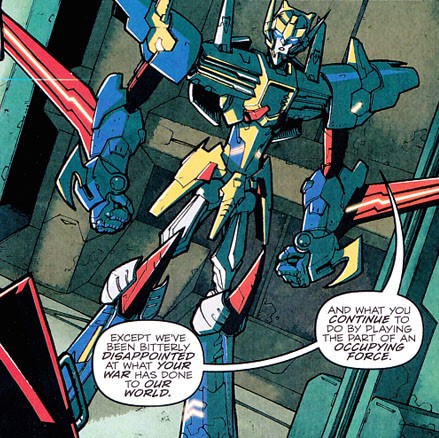 EXCEPT WE'VE
BEEN BITTERLY
DISAPPOINTED
AT WHAT YOUR
WAR HAS DONE
TO OUR
WORLD.
AND WHAT YOU
CONTINUE TO
DO BY PLAYING
THE PART OF AN
OCCUPYING
FORCE.